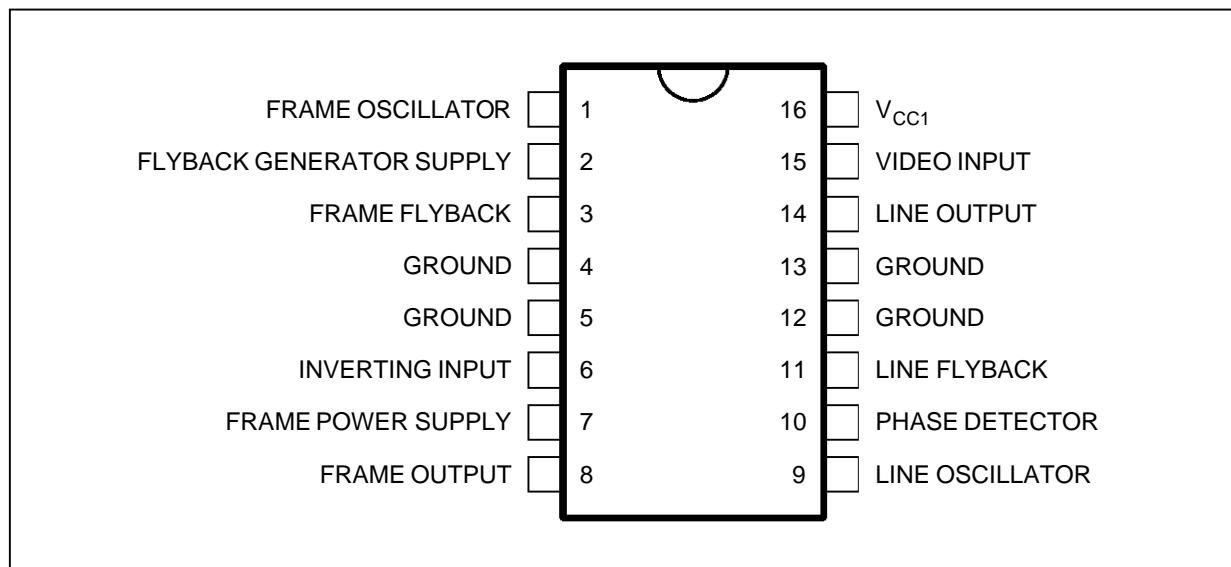 FRAME OSCILLATOR 1 16 VCC1
FLYBACK GENERATOR SUPPLY 2 15 VIDEO INPUT
FRAME FLYBACK 3 14 LINE OUTPUT
GROUND 4 13 GROUND
GROUND 5 12 GROUND
INVERTING INPUT 6 11 LINE FLYBACK
FRAME POWER SUPPLY 7 10 PHASE DETECTOR
FRAME OUTPUT 8 9 LINE OSCILLATOR